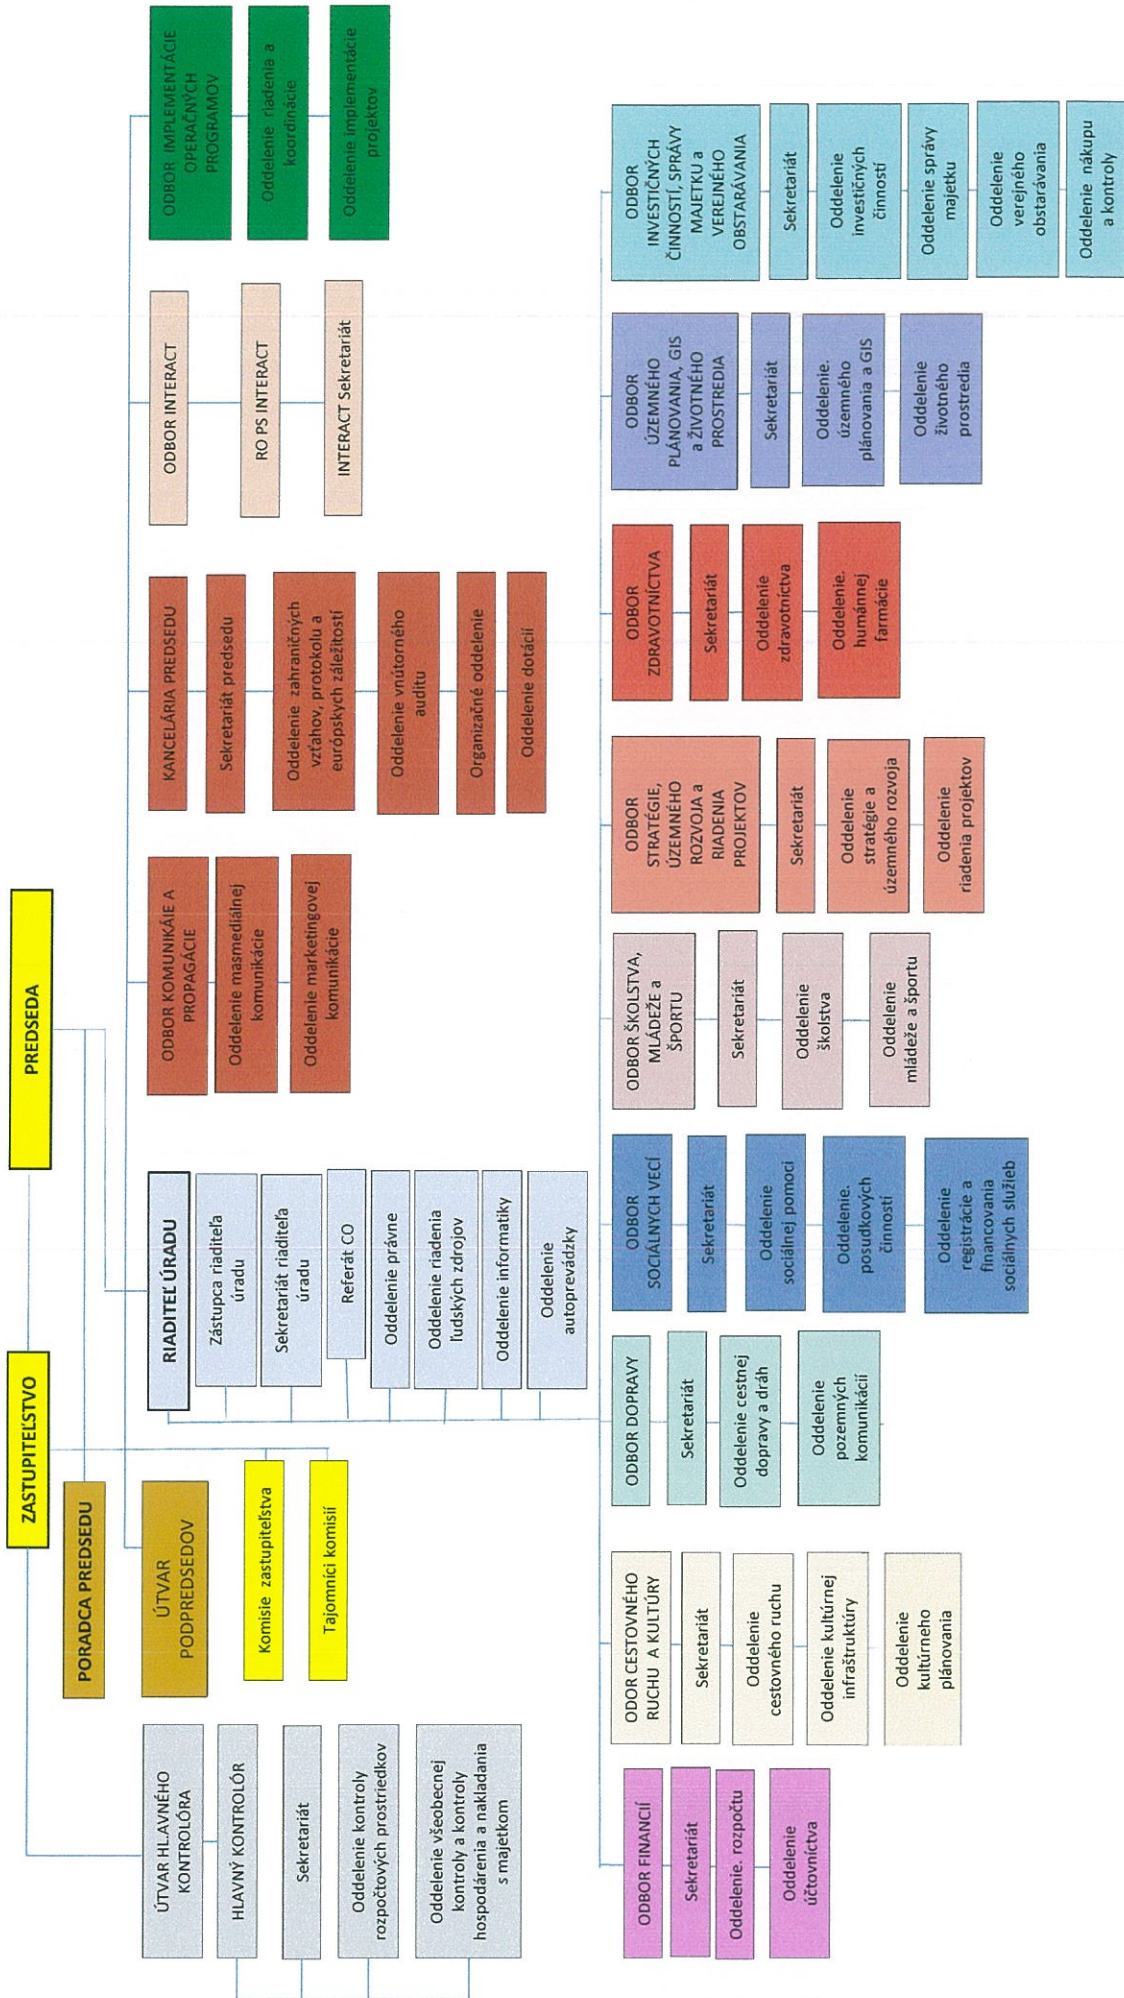 ZASTUPITEĽSTVO
PREDSEDA
PORADCA PREDSEDU
ÚTVAR HLAVNÉHO
KONTROLÓRA
HLAVNÝ KONTROLÓR
Sekretariát
Oddelenie kontroly
rozpočtových prostriedkov
Oddelenie všeobecnej
kontroly a kontroly
hospodárenia a nakladania
s majetkom
ÚTVAR
PODPREDSEDOV
Komisie zastupiteľstva
Tajomníci komisií
RIADITEĽ ÚRADU
Zástupca riaditeľa
úradu
Sekretariát riaditeľa
úradu
Referát CO
Oddelenie právne
Oddelenie riadenia
ľudských zdrojov
Oddelenie informatiky
Oddelenie
autoprevádzky
ODBOR KOMUNIKÁIE A
PROPAGÁCIE
Oddelenie masmediálnej
komunikácie
Oddelenie marketingovej
komunikácie
KANCELÁRIA PREDSEDU
Sekretariát predsedu
Oddelenie zahraničných
vzťahov, protokolu a
európskych záležitostí
Oddelenie vnútorného
auditu
Organizačné oddelenie
Oddelenie dotácií
ODBOR INTERACT
RO PS INTERACT
INTERACT Sekretariát
ODBOR IMPLEMENTÁCIE
OPERAČNÝCH
PROGRAMOV
Oddelenie riadenia a
koordinácie
Oddelenie implementácie
projektov
ODBOR FINANCIÍ
Sekretariát
Oddelenie. rozpočtu
Oddelenie
účtovníctva
ODOR CESTOVNÉHO
RUCHU A KULTÚRY
Sekretariát
Oddelenie
cestovného ruchu
Oddelenie kultúrnej
infraštruktúry
Oddelenie
kultúrneho
plánovania
ODBOR DOPRAVY
Sekretariát
Oddelenie cestnej
dopravy a dráh
Oddelenie
pozemných
komunikácií
ODBOR
SOCIÁLNYCH VECÍ
Sekretariát
Oddelenie
sociálnej pomoci
Oddelenie.
posudkových
činností
Oddelenie
registrácie a
financovania
sociálnych služieb
ODBOR ŠKOLSTVA,
MLÁDEŽE a
ŠPORTU
Sekretariát
Oddelenie
školstva
Oddelenie
mládeže a športu
ODBOR
STRATÉGIE,
ÚZEMNÉHO
ROZVOJA a
RIADENIA
PROJEKTOV
Sekretariát
Oddelenie
stratégie a
územného rozvoja
Oddelenie
riadenia projektov
ODBOR
ZDRAVOTNÍCTVA
Sekretariát
Oddelenie
zdravotníctva
Oddelenie.
humánnej
farmácie
ODBOR
ÚZEMNÉHO
PLÁNOVANIA, GIS
a ŽIVOTNÉHO
PROSTREDIA
Sekretariát
Oddelenie.
územného
plánovania a GIS
Oddelenie
životného
prostredia
ODBOR
INVESTIČNÝCH
ČINNOSTÍ, SPRÁVY
MAJETKU a
VEREJNÉHO
OBSTARÁVANIA
Sekretariát
Oddelenie
investičných
činností
Oddelenie správy
majetku
Oddelenie
verejného
obstarávania
Oddelenie nákupu
a kontroly